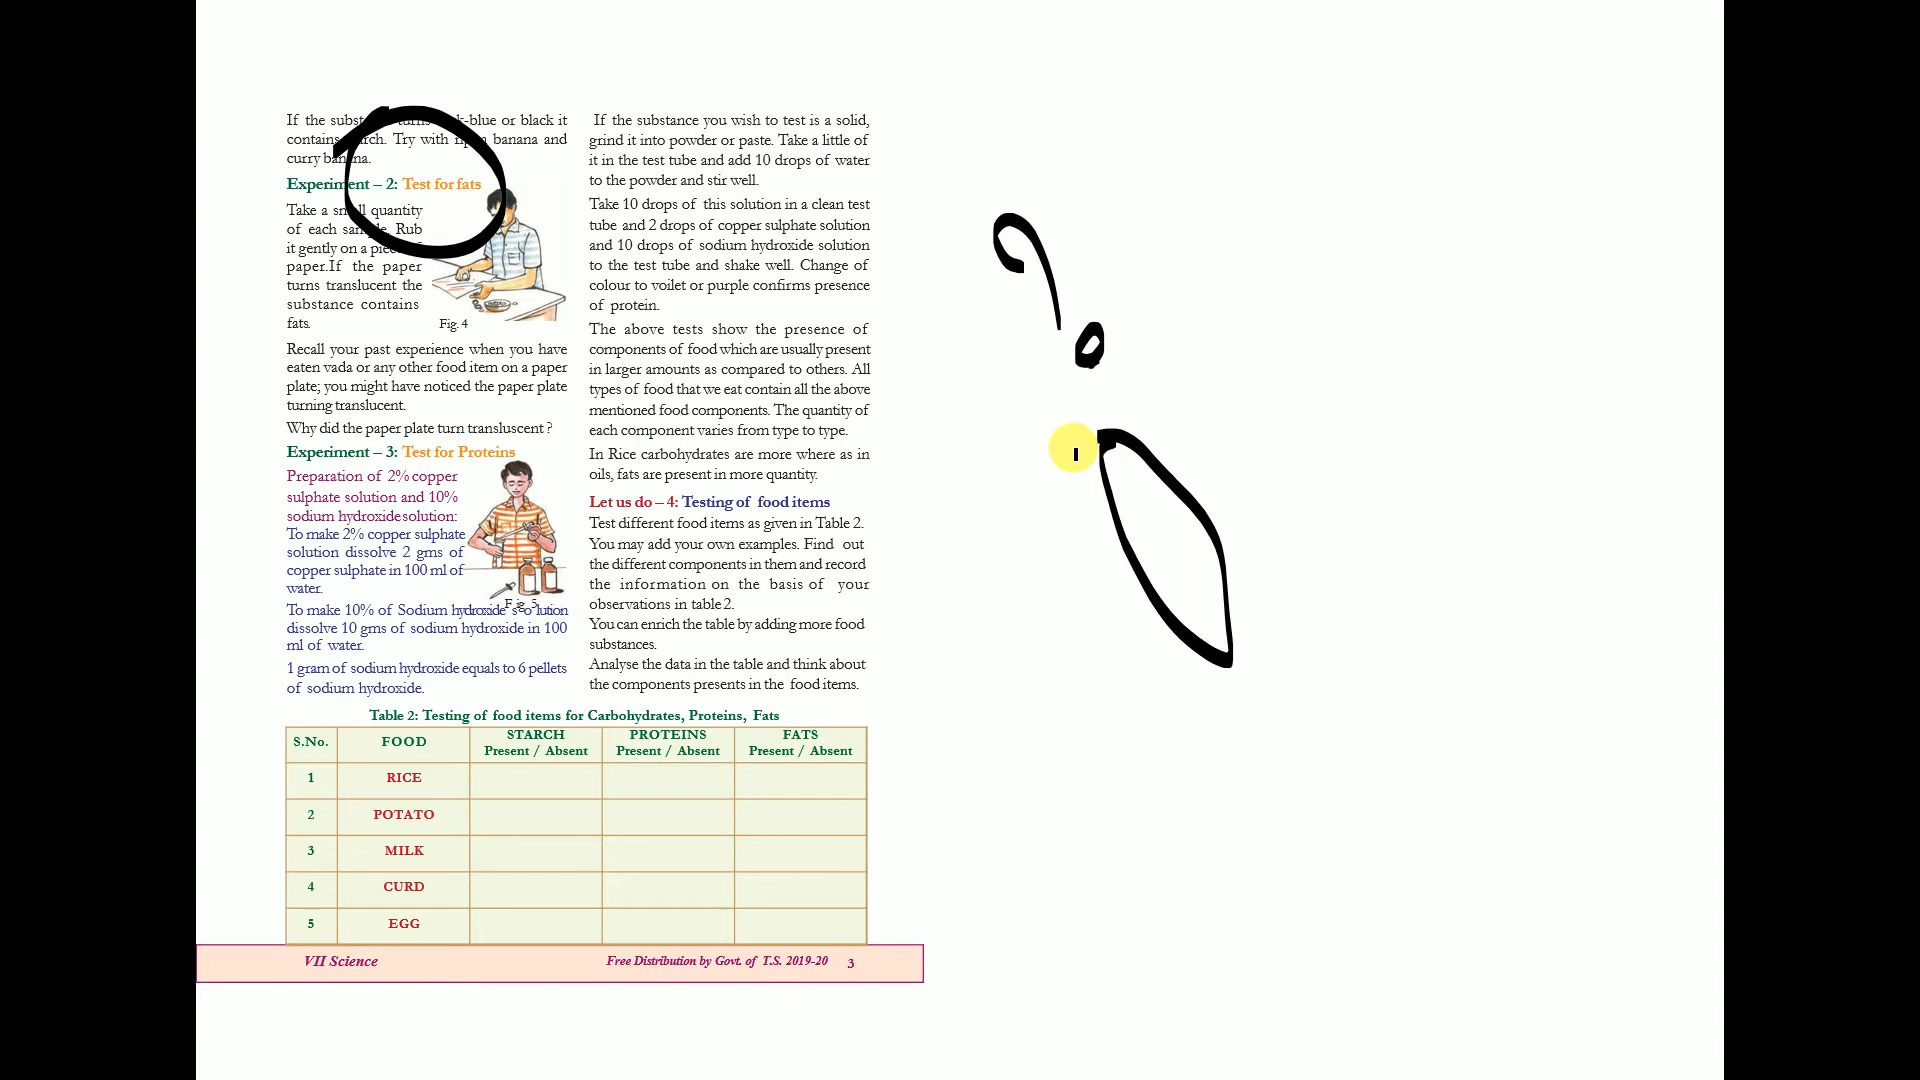 If the subst turns k-blue or black it
contains rch. Try with banana and
curry banana.
Experiment – 2: Test for fats
Take a small quantity
of each sample. Rub
it gently on a piece
paper.If the paper
turns translucent the
substance contains
fats.
Fig. 4
Recall your past experience when you have
eaten vada or any other food item on a paper
plate; you might have noticed the paper plate
turning translucent.
Why did the paper plate turn transluscent ?
Experiment – 3: Test for Proteins
Preparation of 2% copper
sulphate solution and 10%
sodium hydroxide solution:
To make 2% copper sulphate
solution dissolve 2 gms of
copper sulphate in 100 ml of
water.
Fig. 5
To make 10% of Sodium hydroxide solution
dissolve 10 gms of sodium hydroxide in 100
ml of water.
1 gram of sodium hydroxide equals to 6 pellets
of sodium hydroxide.
If the substance you wish to test is a solid,
grind it into powder or paste. Take a little of
it in the test tube and add 10 drops of water
to the powder and stir well.
Take 10 drops of this solution in a clean test
tube and 2 drops of copper sulphate solution
and 10 drops of sodium hydroxide solution
to the test tube and shake well. Change of
colour to voilet or purple confirms presence
of protein.
The above tests show the presence of
components of food which are usually present
in larger amounts as compared to others. All
types of food that we eat contain all the above
mentioned food components. The quantity of
each component varies from type to type.
In Rice carbohydrates are more where as in
oils, fats are present in more quantity.
Let us do – 4: Testing of food items
Test different food items as given in Table 2.
You may add your own examples. Find out
the different components in them and record
the information on the basis of your
observations in table 2.
You can enrich the table by adding more food
substances.
Analyse the data in the table and think about
the components presents in the food items.
Table 2: Testing of food items for Carbohydrates, Proteins, Fats
S.No. FOOD STARCH PROTEINS FATS
Present / Absent Present / Absent Present / Absent
1 RICE
2 POTATO
3 MILK
4 CURD
5 EGG
VII Science Free Distribution by Govt. of T.S. 2019-20 3